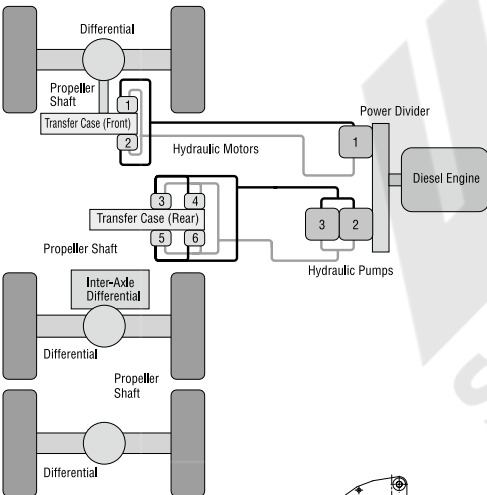 Differential
Propeller
Shaft
1
Transfer Case (Front)
2
Hydraulic Motors
Power Divider
1
Diesel Engine
3 4
Transfer Case (Rear)
5 6
3 2
Propeller Shaft
Hydraulic Pumps
Inter-Axle
Differential
Differential
Propeller
Shaft
Differential